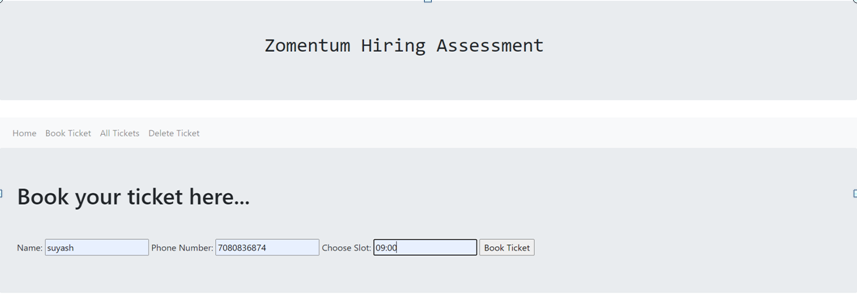 Zomentum Hiring Assessment
Home Book Ticket All Tickets Delete Ticket
Book your ticket here...
Name: suyash Phone Number: 7080836874 Choose Slot: 09:00 Book Ticket